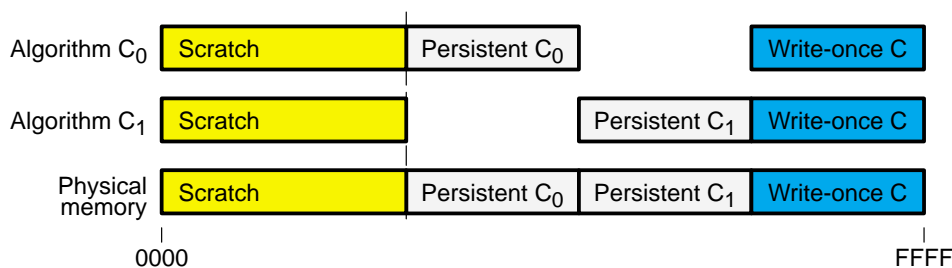 Algorithm C0 Scratch Persistent C0 Write-once C
Algorithm C1 Scratch Persistent C1 Write-once C
Physical
memory Scratch Persistent C0 Persistent C1 Write-once C
0000 FFFF